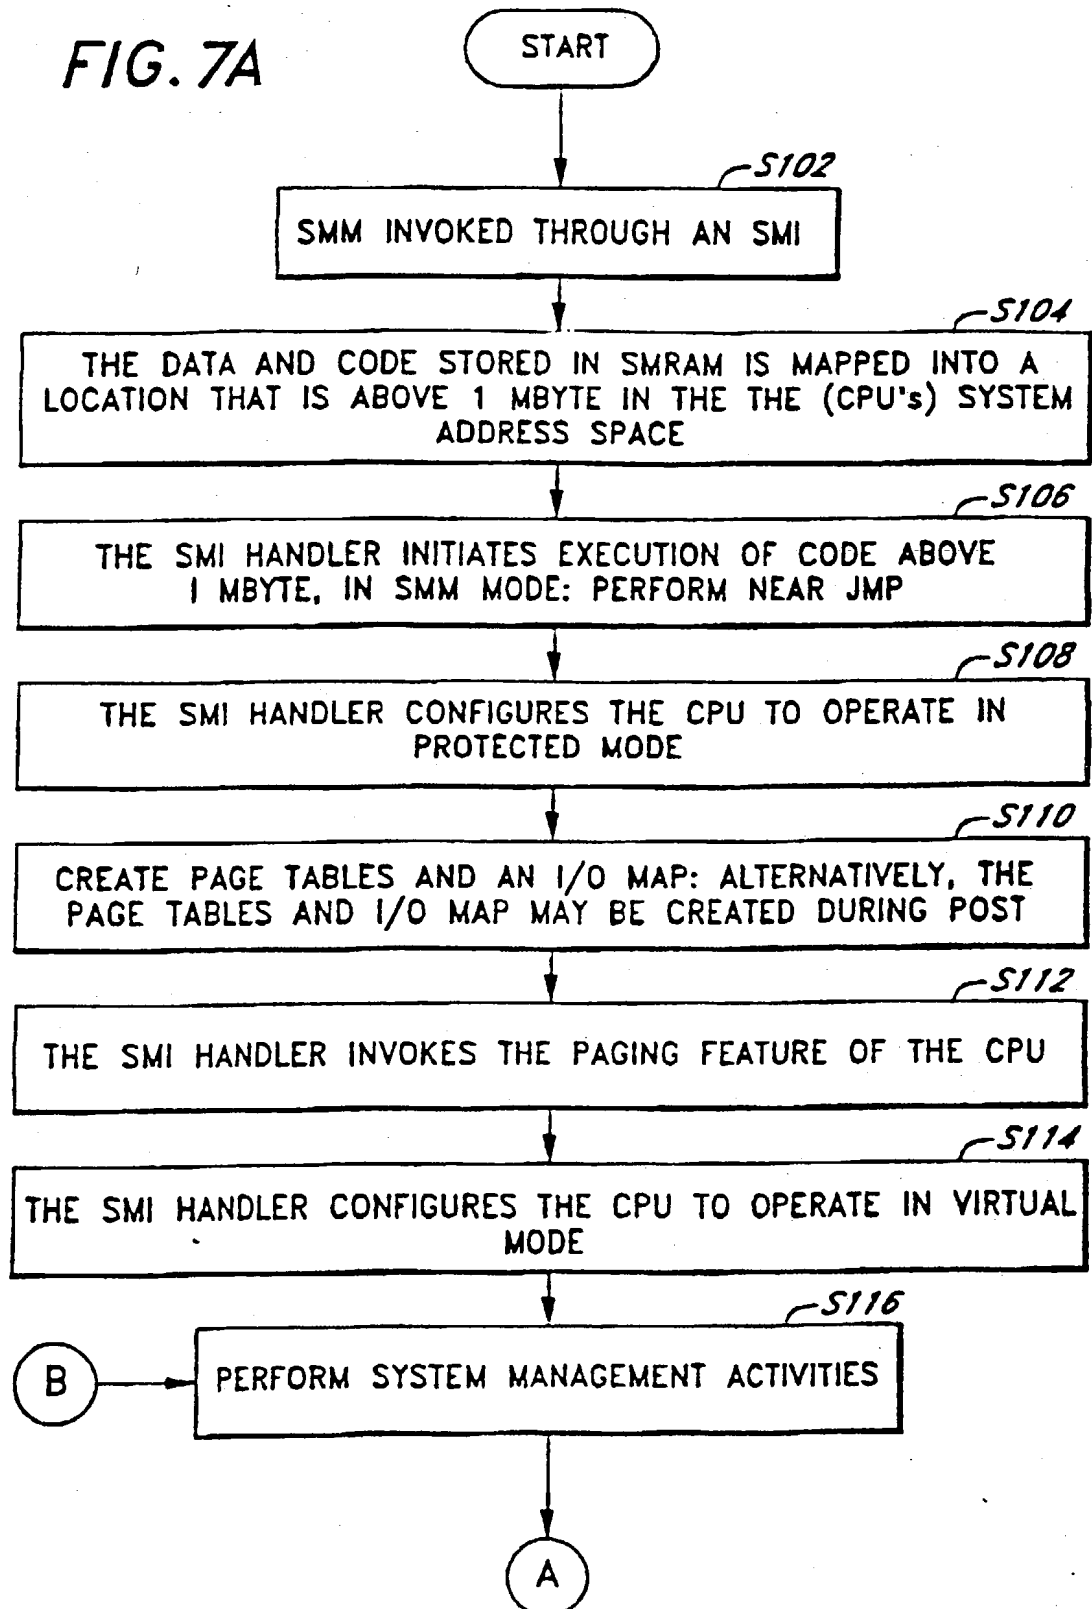 FIG. 7A
START
S102
SMM INVOKED THROUGH AN SMI
S104
THE DATA AND CODE STORED IN SMRAM IS MAPPED INTO A
LOCATION THAT IS ABOVE 1 MBYTE IN THE THE (CPU's) SYSTEM
ADDRESS SPACE
S106
THE SMI HANDLER INITIATES EXECUTION OF CODE ABOVE
1 MBYTE, IN SMM MODE: PERFORM NEAR JMP
S108
THE SMI HANDLER CONFIGURES THE CPU TO OPERATE IN
PROTECTED MODE
S110
CREATE PAGE TABLES AND AN I/O MAP: ALTERNATIVELY, THE
PAGE TABLES AND I/O MAP MAY BE CREATED DURING POST
S112
THE SMI HANDLER INVOKES THE PAGING FEATURE OF THE CPU
S114
THE SMI HANDLER CONFIGURES THE CPU TO OPERATE IN VIRTUAL
MODE
S116
B
PERFORM SYSTEM MANAGEMENT ACTIVITIES
A